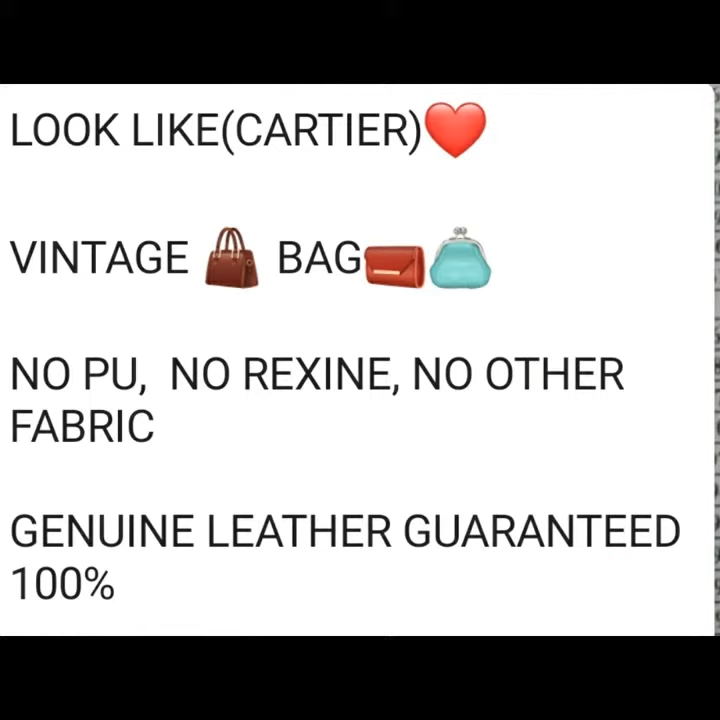 LOOK LIKE(CARTIER)❤️
VINTAGE 👜 BAG👝👛
NO PU,  NO REXINE, NO OTHER
FABRIC
GENUINE LEATHER GUARANTEED
100%